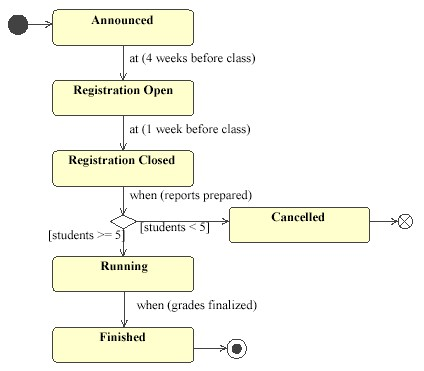 Announced
at (4 weeks before class)
Registration Open
at (1 week before class)
Registration Closed
when (reports prepared)
[students >= 5]
[students < 5]
Cancelled
Running
when (grades finalized)
Finished